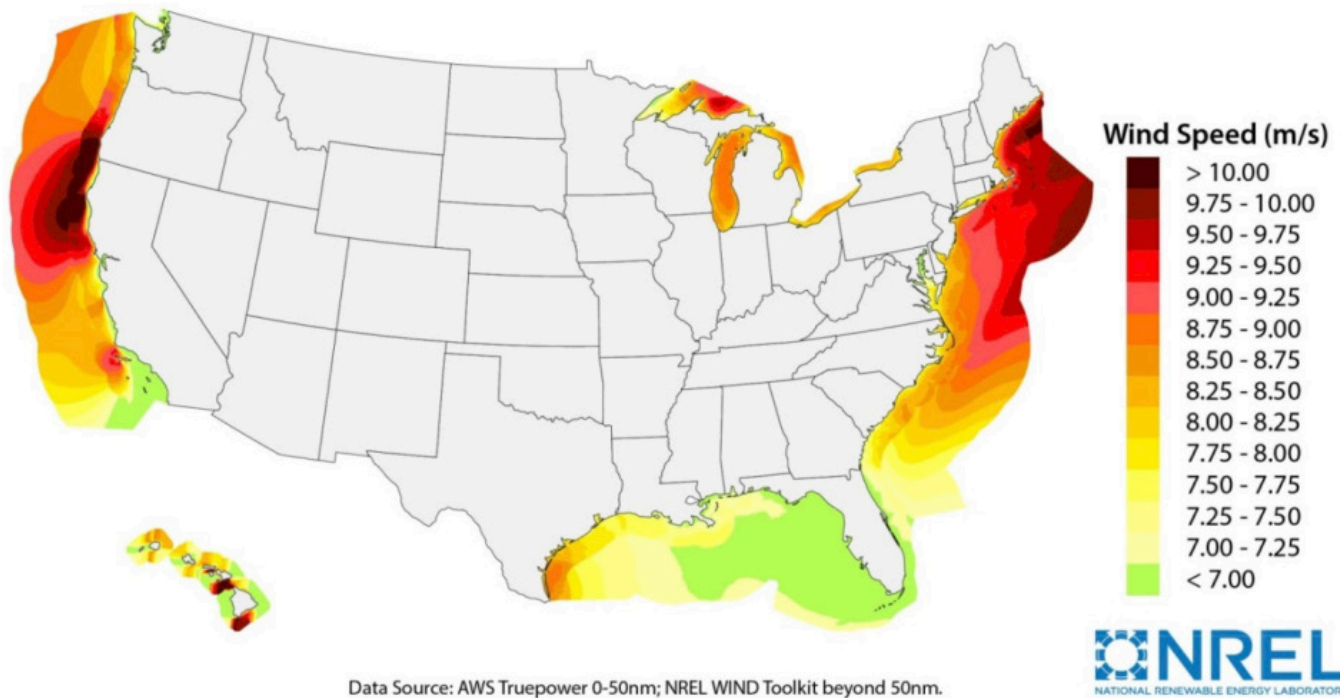 Wind Speed (m/s)
> 10.00
9.75 - 10.00
9.50 - 9.75
9.25 - 9.50
9.00 - 9.25
8.75 - 9.00
8.50 - 8.75
8.25 - 8.50
8.00 - 8.25
7.75 - 8.00
7.50 - 7.75
7.25 - 7.50
7.00 - 7.25
< 7.00
NREL
NATIONAL RENEWABLE ENERGY LABORATO
Data Source: AWS Truepower 0-50nm; NREL WIND Toolkit beyond 50nm.